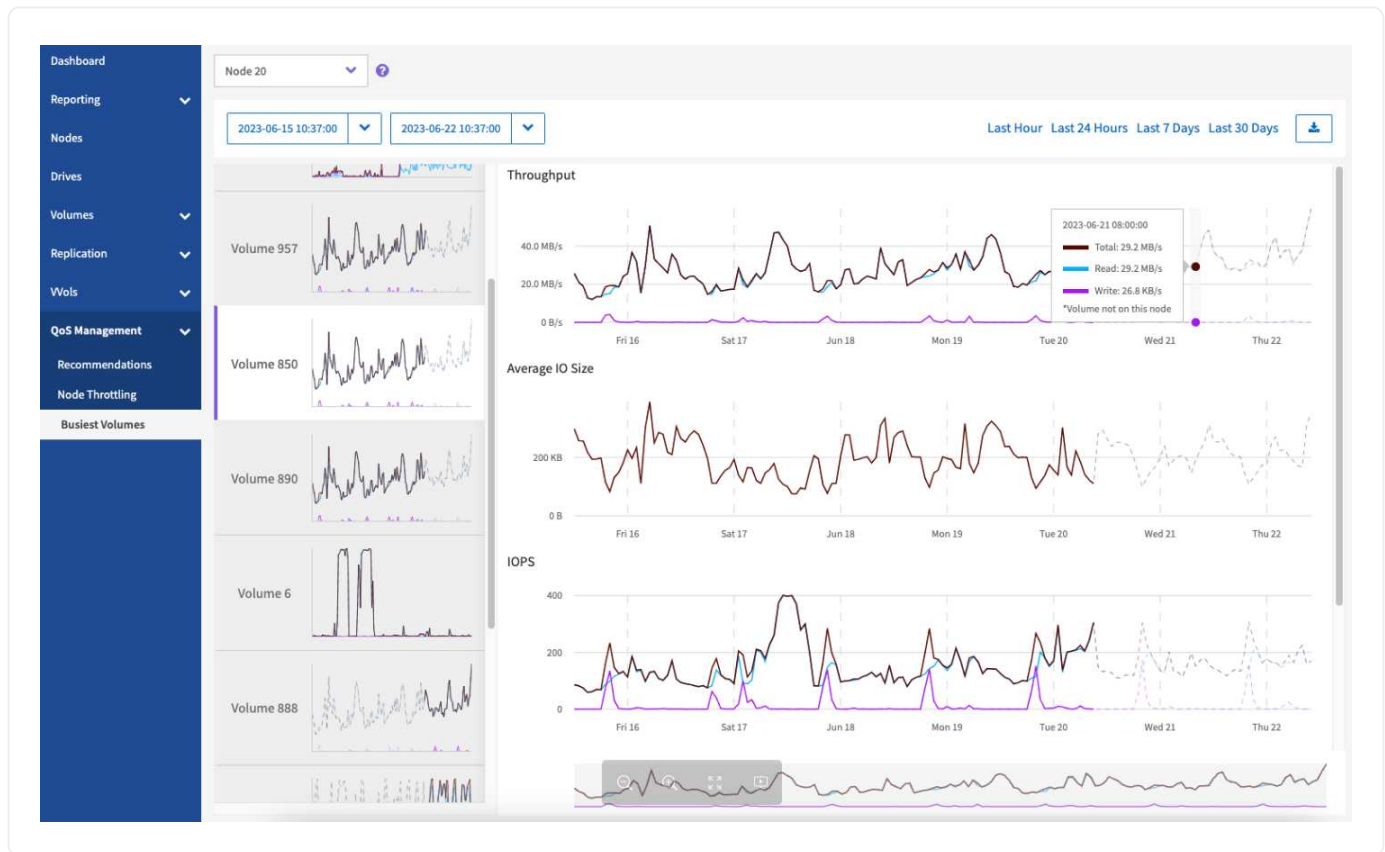 Dashboard
Reporting
Nodes
Drives
Volumes
Replication
VVols
QoS Management
Recommendations
Node Throttling
Busiest Volumes
Node 20
?
2023-06-15 10:37:00
2023-06-22 10:37:00
Last Hour Last 24 Hours Last 7 Days Last 30 Days
Volume 957
Volume 850
Volume 890
Volume 6
Volume 888
Throughput
40.0 MB/s
20.0 MB/s
0 B/s
2023-06-21 08:00:00
Total: 29.2 MB/s
Read: 29.2 MB/s
Write: 26.8 KB/s
*Volume not on this node
Fri 16 Sat 17 Jun 18 Mon 19 Tue 20 Wed 21 Thu 22
Average IO Size
200 KB
0 B
Fri 16 Sat 17 Jun 18 Mon 19 Tue 20 Wed 21 Thu 22
IOPS
400
200
0
Fri 16 Sat 17 Jun 18 Mon 19 Tue 20 Wed 21 Thu 22